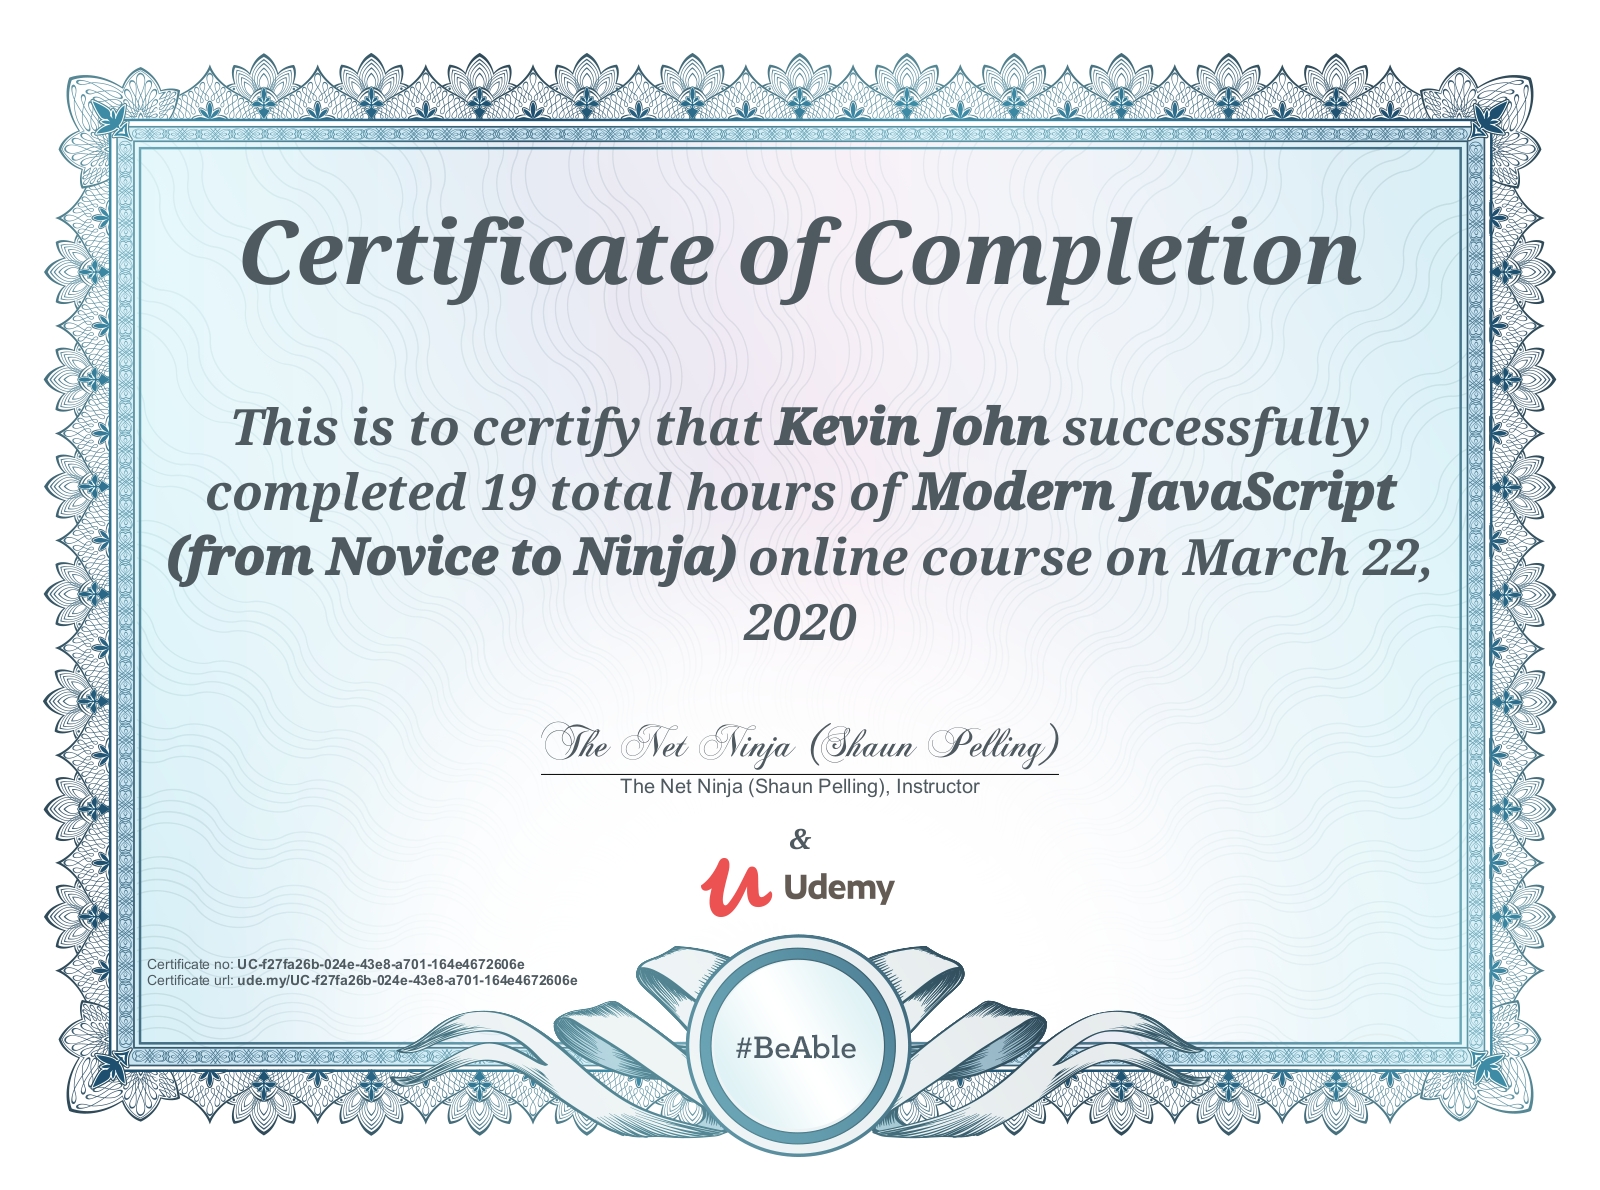 Certificate of Completion
This is to certify that Kevin John successfully
completed 19 total hours of Modern JavaScript
(from Novice to Ninja) online course on March 22,
2020
The Net Ninja (Shaun Pelling)
The Net Ninja (Shaun Pelling), Instructor
&
Udemy
Certificate no: UC-f27fa26b-024e-43e8-a701-164e4672606e
Certificate url: ude.my/UC-f27fa26b-024e-43e8-a701-164e4672606e
#BeAble